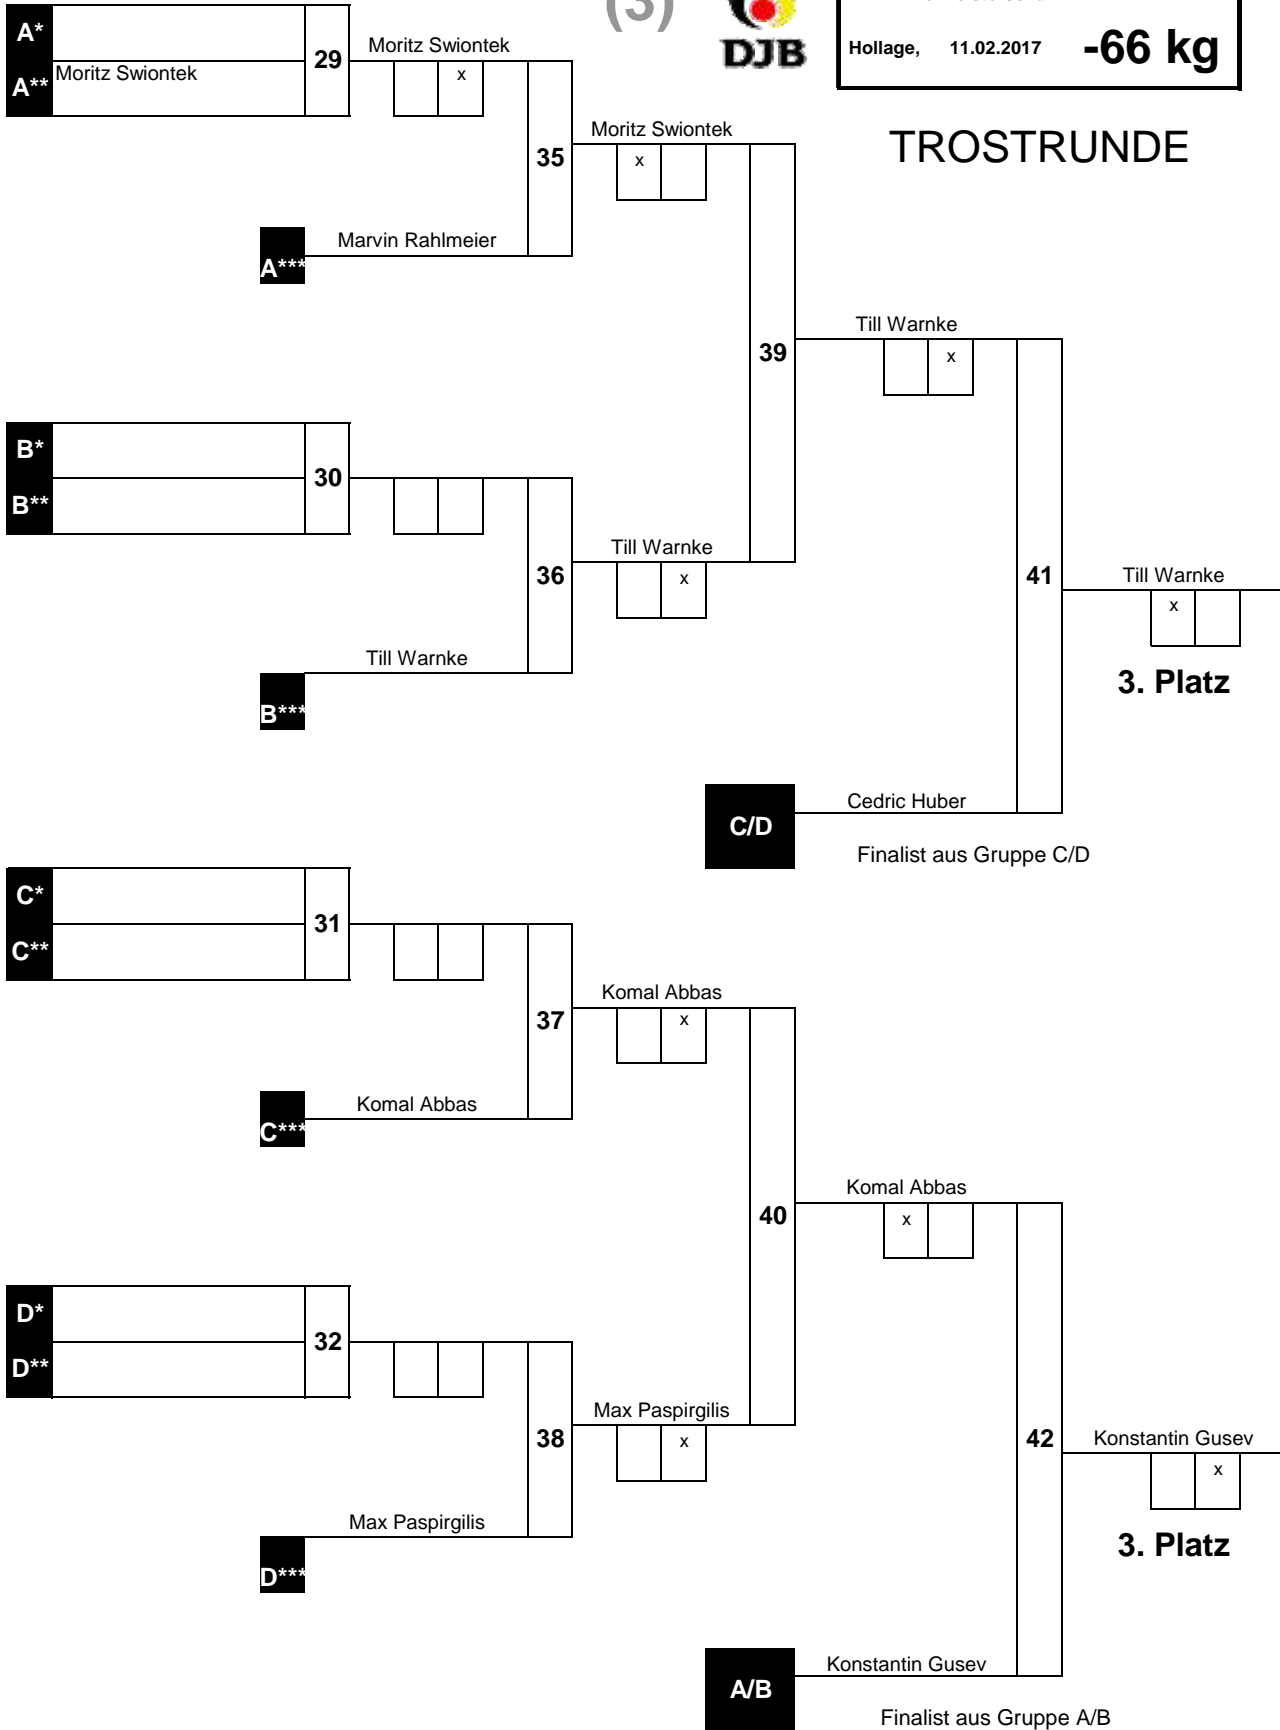 (3)
DJB
Hollage, 11.02.2017 -66 kg
TROSTRUNDE
A*
A** Moritz Swiontek
29
Moritz Swiontek
x
35
Moritz Swiontek
x
A*** Marvin Rahlmeier
39
Till Warnke
x
B*
B**
30
36
Till Warnke
x
41
Till Warnke
x
3. Platz
B*** Till Warnke
C/D Cedric Huber
Finalist aus Gruppe C/D
C*
C**
31
37
Komal Abbas
x
C*** Komal Abbas
40
Komal Abbas
x
D*
D**
32
38
Max Paspirgilis
x
42
Konstantin Gusev
x
3. Platz
D*** Max Paspirgilis
A/B Konstantin Gusev
Finalist aus Gruppe A/B